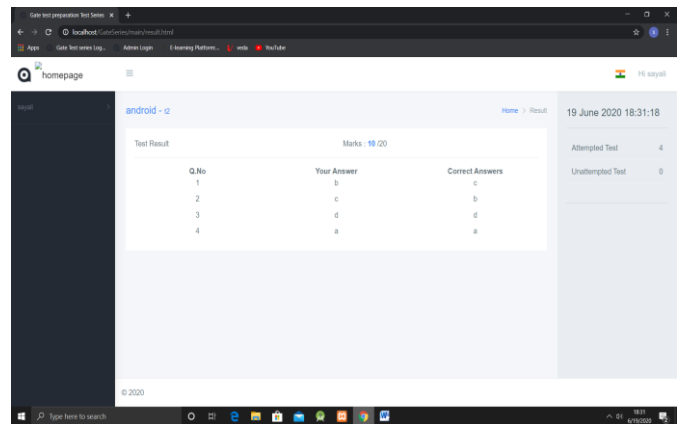 Gate test preparation Test Series × +
localhost/GateSeries/main/result.html
Apps Gate Test series Log... Admin Login E-learning Platform... veda YouTube
homepage
Hi sayali
sayali >
android - t2
Home > Result
19 June 2020 18:31:18
Test Result Marks : 10 /20
Attempted Test 4
Unattempted Test 0
Q.No Your Answer Correct Answers
1 b c
2 c b
3 d d
4 a a
© 2020
Type here to search
18:31
6/19/2020